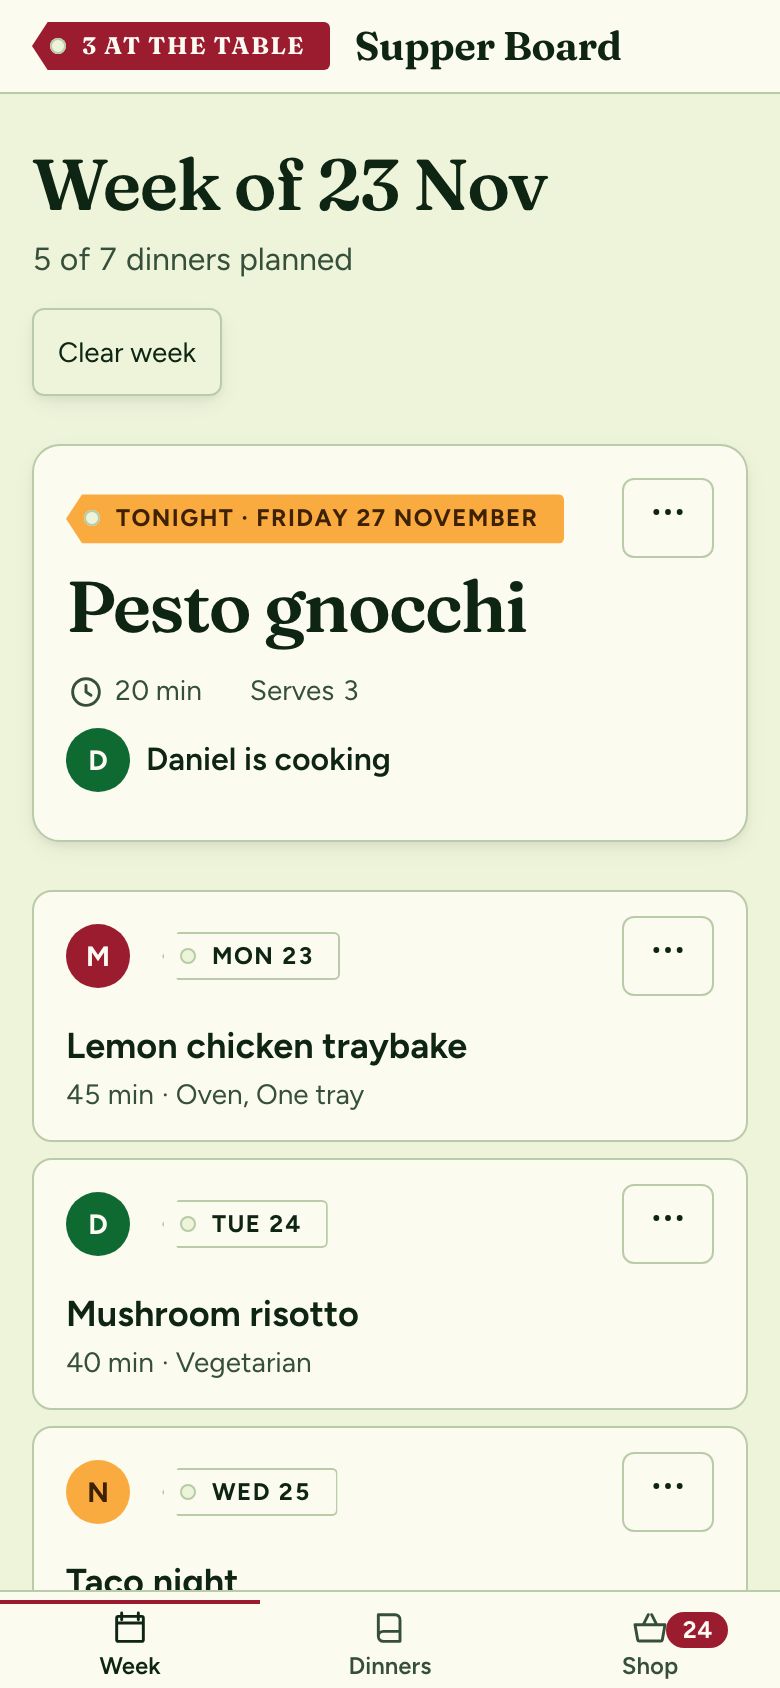 3 AT THE TABLE
Supper Board
Week of 23 Nov
5 of 7 dinners planned
Clear week
TONIGHT · FRIDAY 27 NOVEMBER
Pesto gnocchi
20 min Serves 3
D Daniel is cooking
M MON 23
Lemon chicken traybake
45 min · Oven, One tray
D TUE 24
Mushroom risotto
40 min · Vegetarian
N WED 25
Taco night
24
Week Dinners Shop